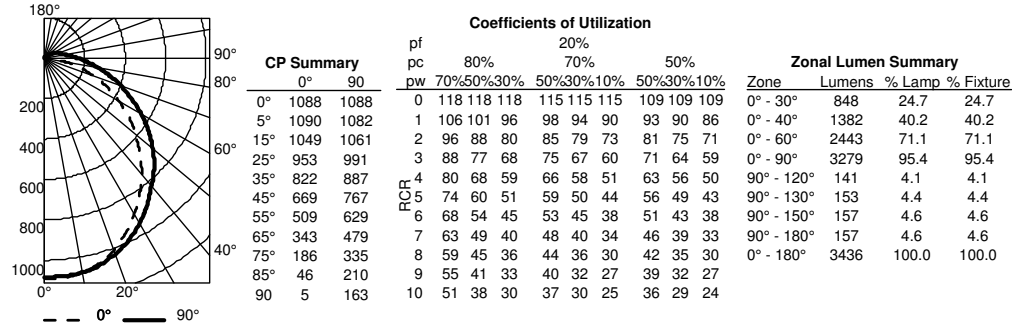 180°
90°
80°
60°
40°
200
400
600
800
1000
0° 20°
0° 90°
CP Summary
0° 90
0° 1088 1088
5° 1090 1082
15° 1049 1061
25° 953 991
35° 822 887
45° 669 767
55° 509 629
65° 343 479
75° 186 335
85° 46 210
90 5 163
Coefficients of Utilization
pf 20%
pc 80% 70% 50%
pw 70%50%30% 50%30%10% 50%30%10%
RCR
0 118 118 118 115 115 115 109 109 109
1 106 101 96 98 94 90 93 90 86
2 96 88 80 85 79 73 81 75 71
3 88 77 68 75 67 60 71 64 59
4 80 68 59 66 58 51 63 56 50
5 74 60 51 59 50 44 56 49 43
6 68 54 45 53 45 38 51 43 38
7 63 49 40 48 40 34 46 39 33
8 59 45 36 44 36 30 42 35 30
9 55 41 33 40 32 27 39 32 27
10 51 38 30 37 30 25 36 29 24
Zonal Lumen Summary
Zone Lumens % Lamp % Fixture
0° - 30° 848 24.7 24.7
0° - 40° 1382 40.2 40.2
0° - 60° 2443 71.1 71.1
0° - 90° 3279 95.4 95.4
90° - 120° 141 4.1 4.1
90° - 130° 153 4.4 4.4
90° - 150° 157 4.6 4.6
90° - 180° 157 4.6 4.6
0° - 180° 3436 100.0 100.0